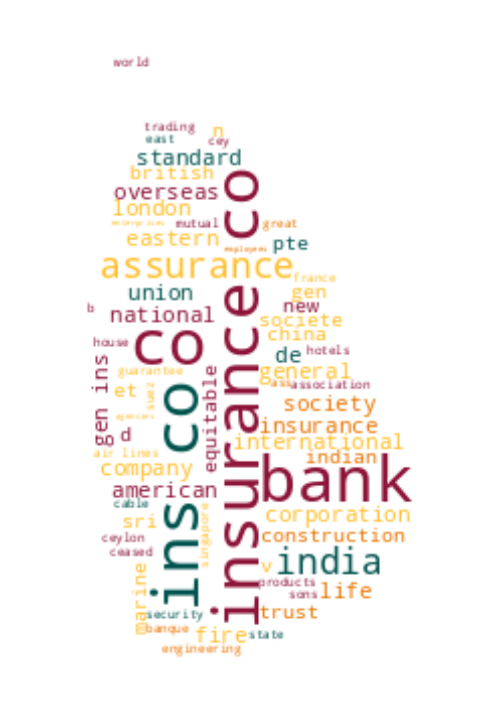 world
trading
n
east
cey
standard
british
overseas
london
enterprises
mutual
great
co
eastern
pte
employees
assurance
france
union
gen
b
national
new
societe
co
china
house
de
hotels
gen ins
guarantee
general
ass
association
et
sue2
equitable
society
agencies
insurance
d
international
air lines
indian
company
bank
american
cable
sri
singapore
corporation
ceylon
construction
ceased
india
ins co
insurance
v
products
marine
sons
life
security
trust
banque
fire
state
engineering